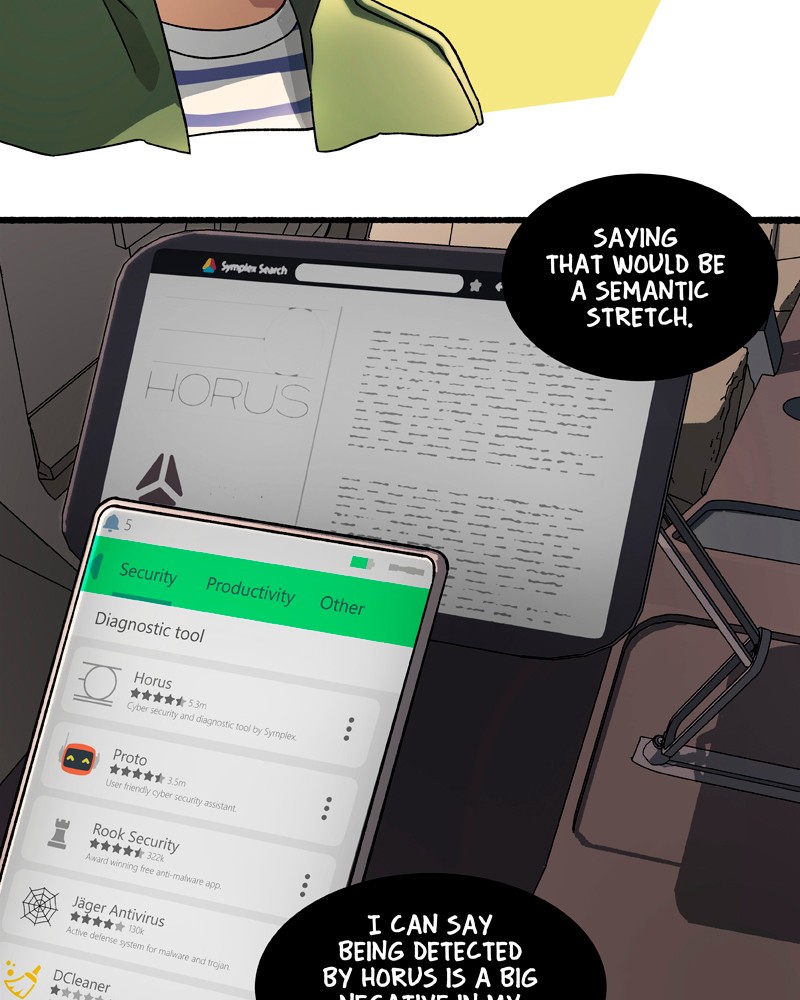 SAYING
THAT WOULD BE
A SEMANTIC
STRETCH.
Symplex Search
HORUS
5
Security Productivity Other
Diagnostic tool
Horus
5.3m
Cyber security and diagnostic tool by Symplex.
Proto
3.5m
User friendly cyber security assistant
Rook Security
322k
Award winning free anti-malware app.
Jäger Antivirus
130k
Active defense system for malware and trojan.
DCleaner
I CAN SAY
BEING DETECTED
BY HORUS IS A BIG
NEGATIVE IN MY